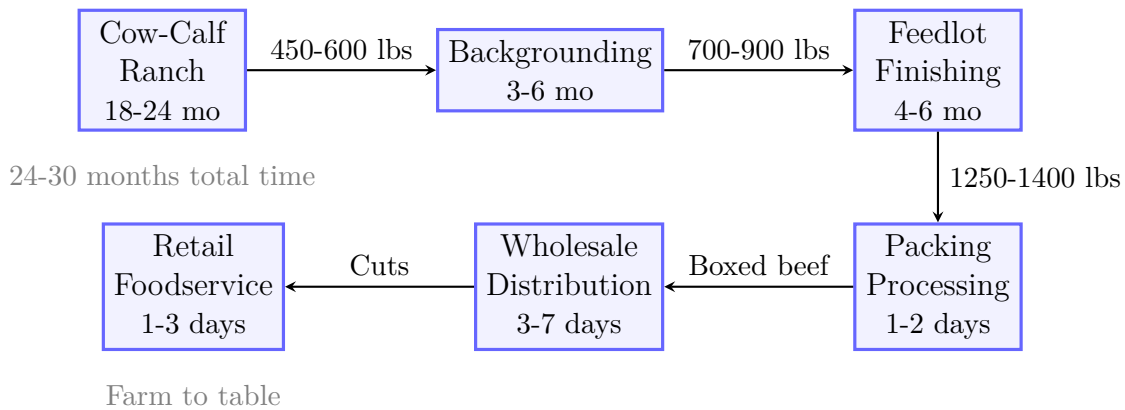 Cow-Calf
Ranch
18-24 mo
450-600 lbs
Backgrounding
3-6 mo
700-900 lbs
Feedlot
Finishing
4-6 mo
24-30 months total time
1250-1400 lbs
Packing
Processing
1-2 days
Boxed beef
Wholesale
Distribution
3-7 days
Cuts
Retail
Foodservice
1-3 days
Farm to table